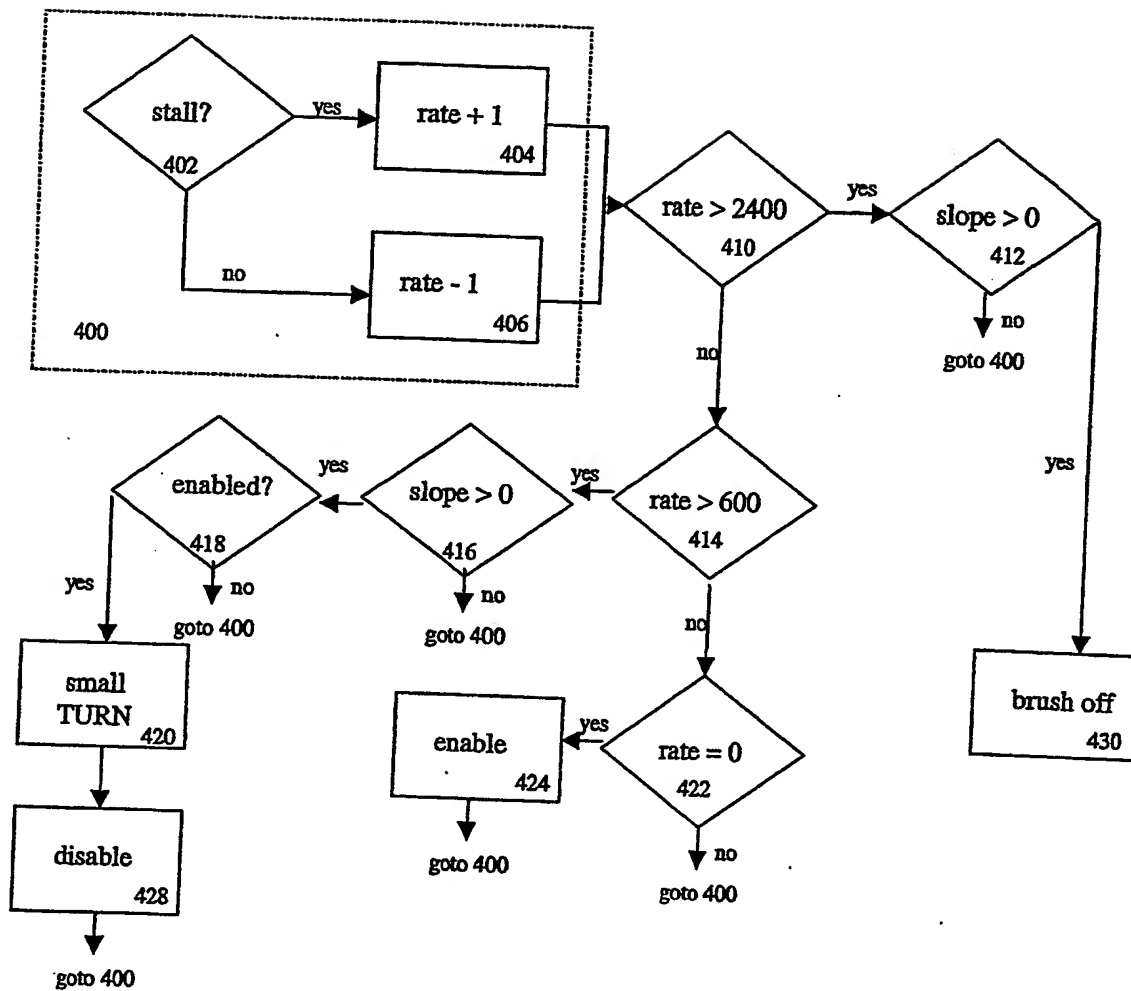 stall?
402
yes
rate + 1
404
no
rate - 1
406
400
rate > 2400
410
yes
slope > 0
412
no
goto 400
yes
brush off
430
no
rate > 600
414
yes
slope > 0
416
no
goto 400
yes
enabled?
418
no
goto 400
yes
small
TURN
420
disable
428
goto 400
no
rate = 0
422
yes
enable
424
goto 400
no
goto 400